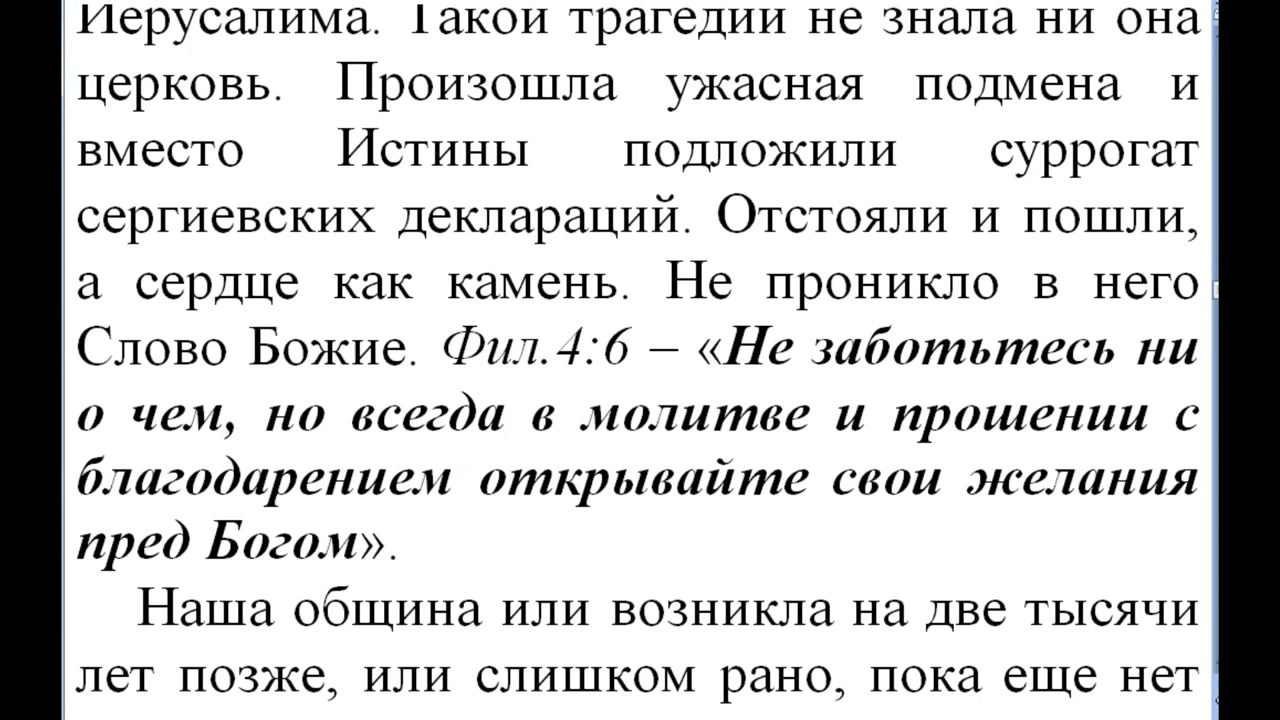 Иерусалима. Такой трагедии не знала ни она
церковь. Произошла ужасная подмена и
вместо Истины подложили суррогат
сергиевских деклараций. Отстояли и пошли,
а сердце как камень. Не проникло в него
Слово Божие. Фил.4:6 – «Не заботьтесь ни
о чем, но всегда в молитве и прошении с
благодарением открывайте свои желания
пред Богом».
Наша община или возникла на две тысячи
лет позже, или слишком рано, пока еще нет